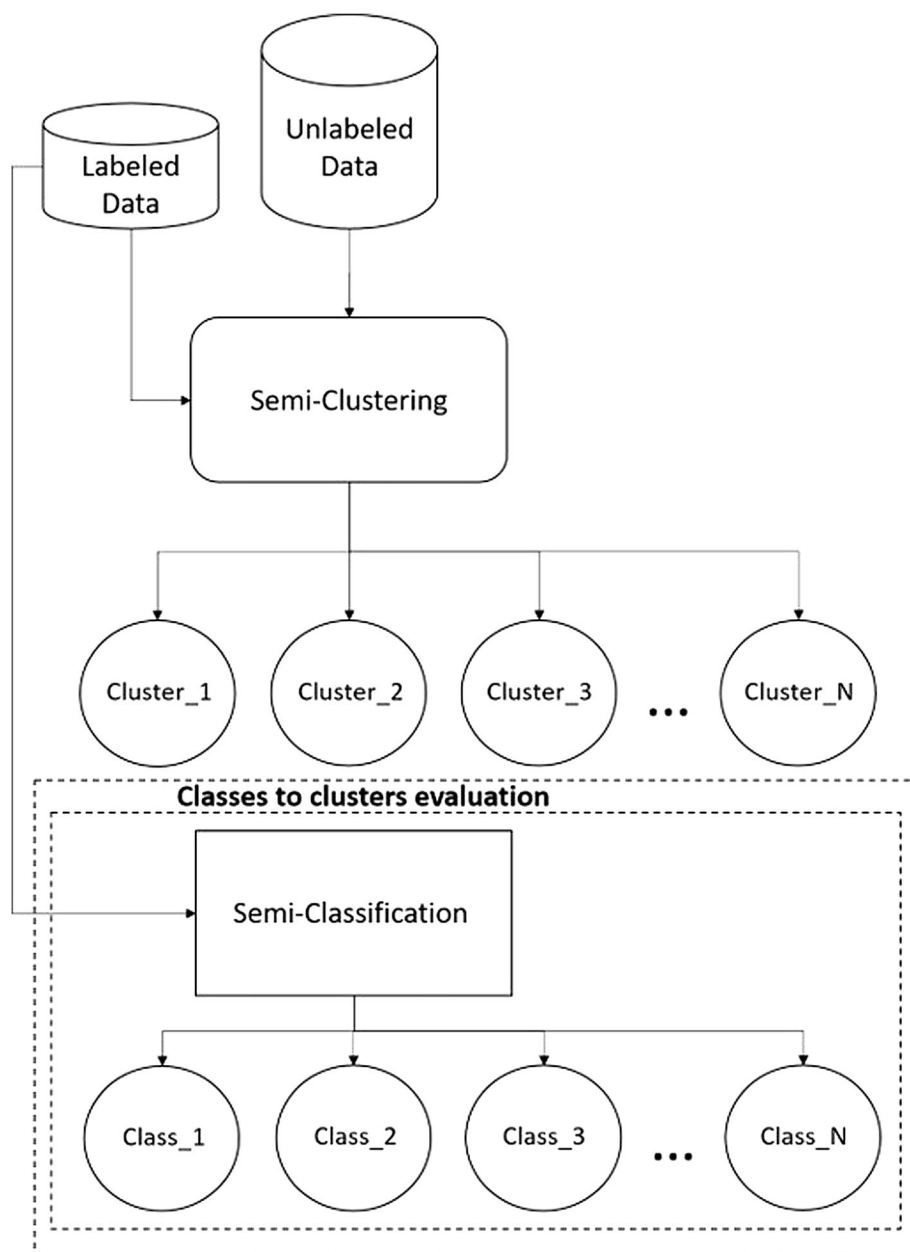 Unlabeled
Data
Labeled
Data
Semi-Clustering
Cluster_1
Cluster_2
Cluster_3
...
Cluster_N
Classes to clusters evaluation
Semi-Classification
Class_1
Class_2
Class_3
...
Class_N